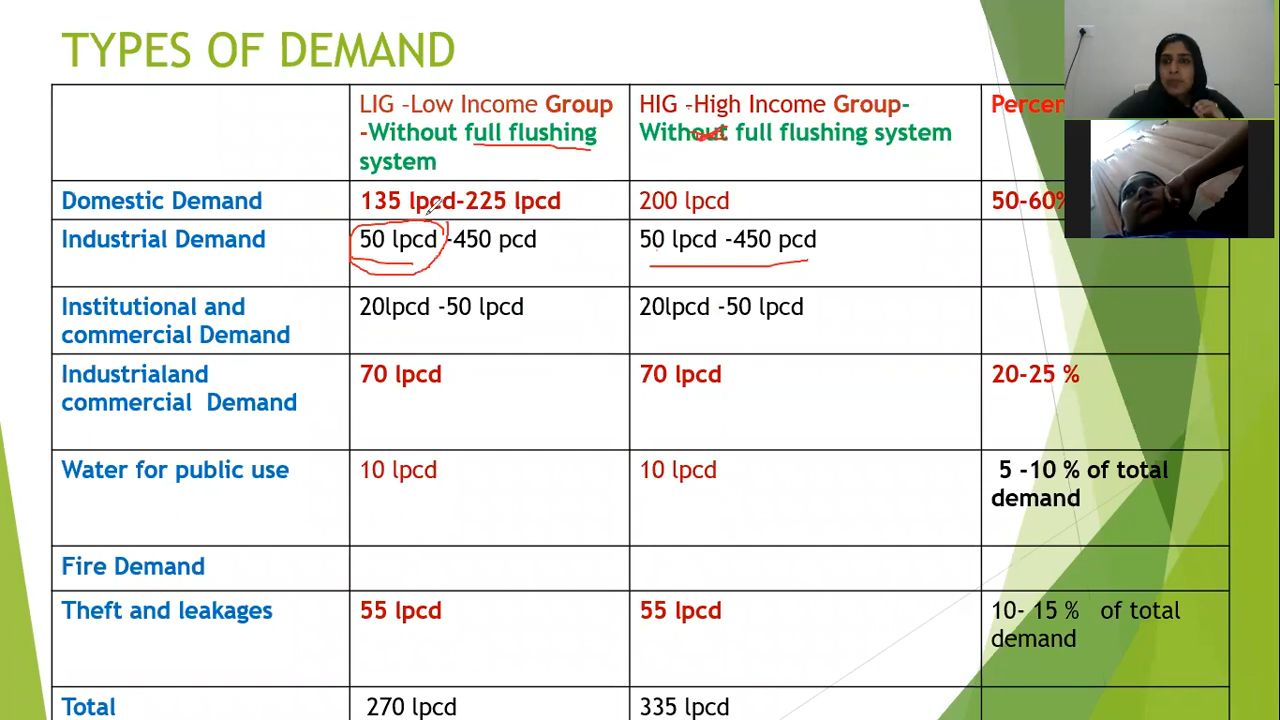 TYPES OF DEMAND
LIG -Low Income Group
-Without full flushing
system
HIG -High Income Group-
Without full flushing system
Domestic Demand
135 lpcd-225 lpcd
200 lpcd
50-60%
Industrial Demand
50 lpcd -450 pcd
50 lpcd -450 pcd
Institutional and
commercial Demand
20lpcd -50 lpcd
20lpcd -50 lpcd
Industrialand
commercial Demand
70 lpcd
70 lpcd
20-25 %
Water for public use
10 lpcd
10 lpcd
5 -10 % of total
demand
Fire Demand
Theft and leakages
55 lpcd
55 lpcd
10- 15 % of total
demand
Total
270 lpcd
335 lpcd